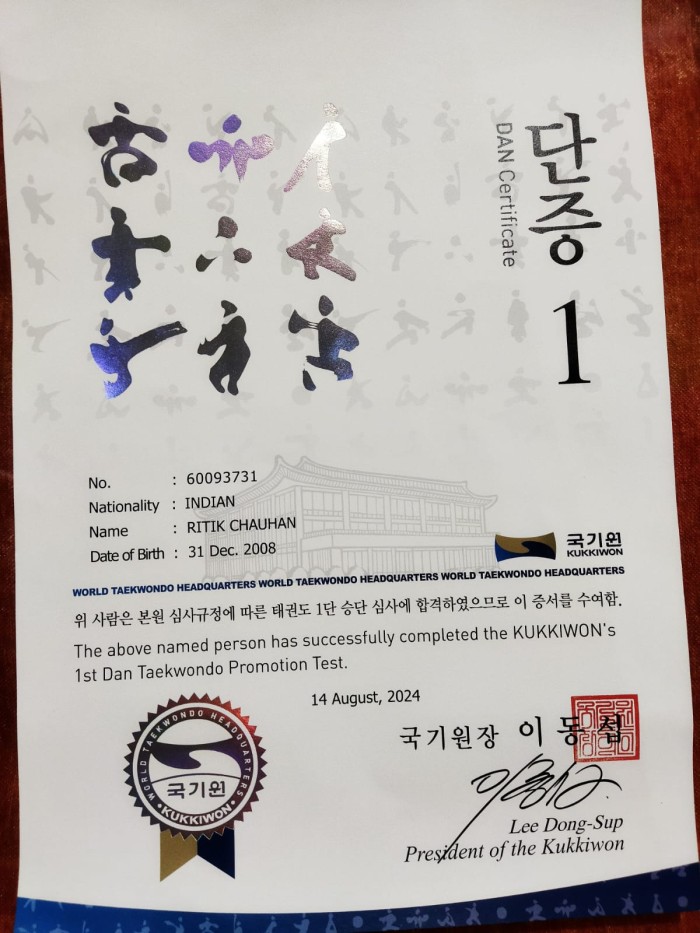 단증
DAN Certificate
1
No. : 60093731
Nationality : INDIAN
Name : RITIK CHAUHAN
Date of Birth : 31 Dec. 2008
국기원
KUKKIWON
WORLD TAEKWONDO HEADQUARTERS WORLD TAEKWONDO HEADQUARTERS WORLD TAEKWONDO HEADQUARTERS
위 사람은 본원 심사규정에 따른 태권도 1단 승단 심사에 합격하였으므로 이 증서를 수여함.
The above named person has successfully completed the KUKKIWON's
1st Dan Taekwondo Promotion Test.
14 August, 2024
국기원장 이동섭
Lee Dong-Sup
President of the Kukkiwon
WORLD TAEKWONDO HEADQUARTERS
국기원
KUKKIWON